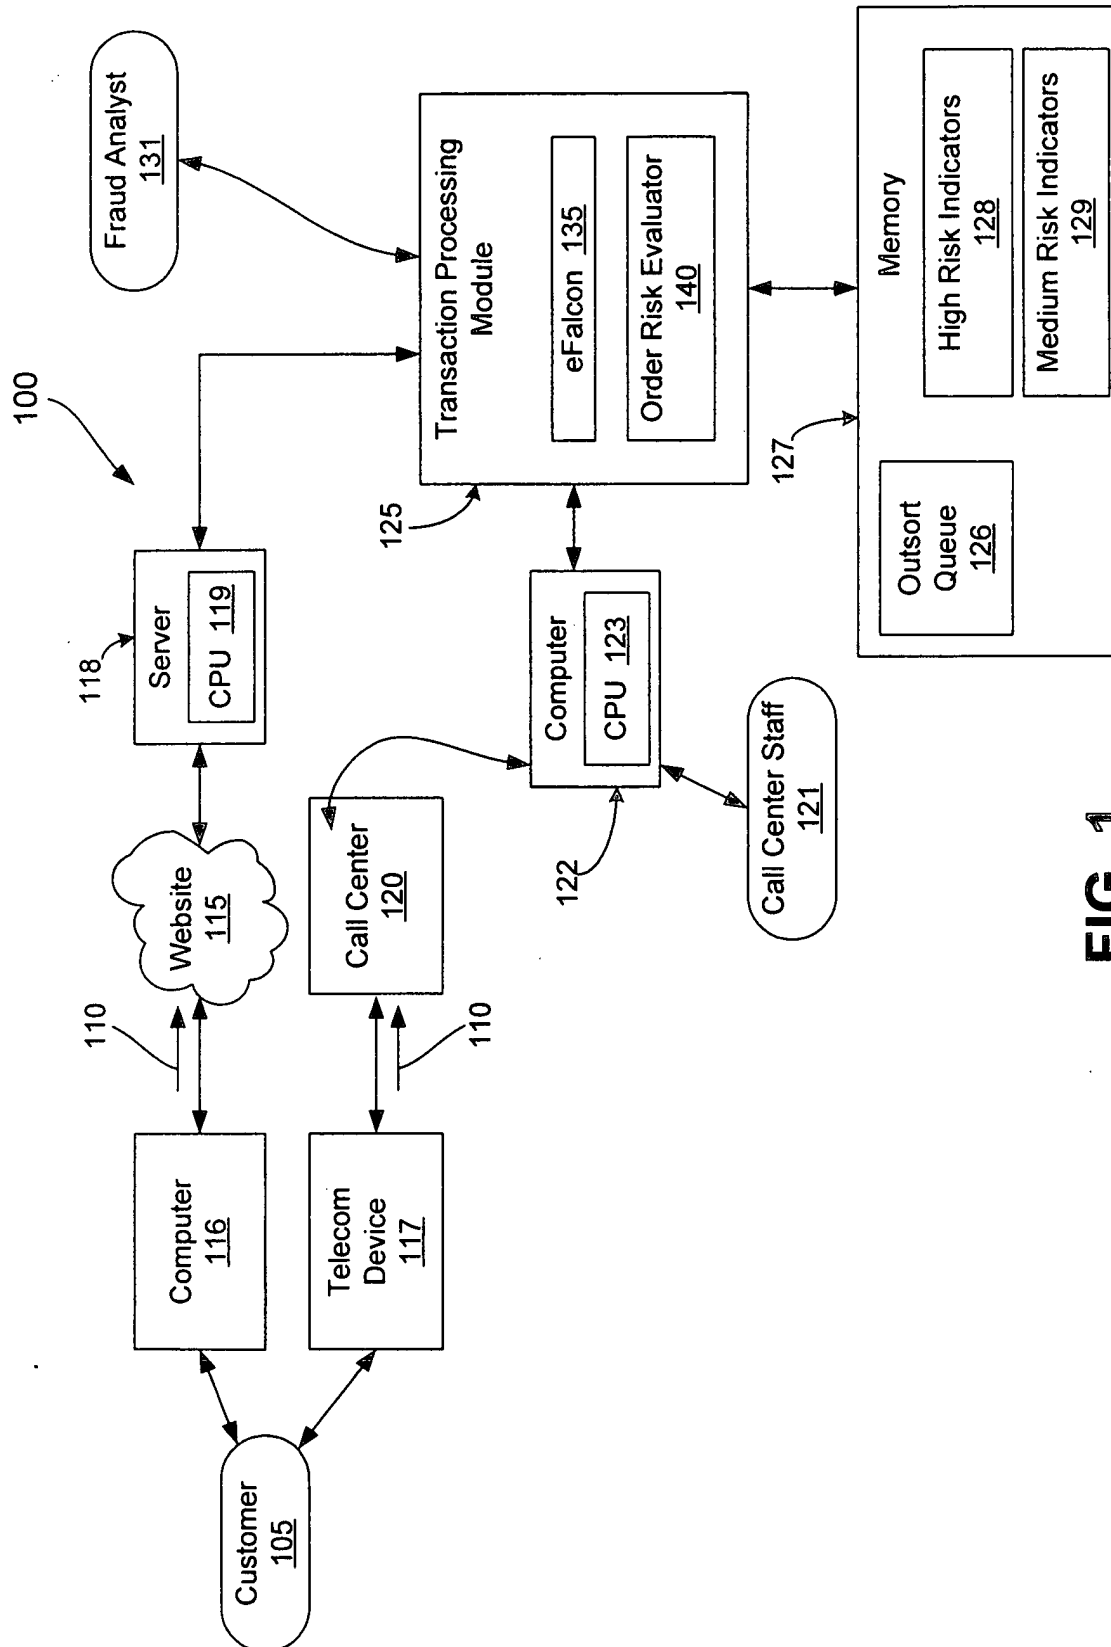 100
Customer
105
Computer
116
Telecom
Device
117
110
110
Website
115
Call Center
120
118
Server
CPU 119
Computer
CPU 123
122
Call Center Staff
121
Fraud Analyst
131
125
Transaction Processing
Module
eFalcon 135
Order Risk Evaluator
140
127
Memory
Outsort
Queue
126
High Risk Indicators
128
Medium Risk Indicators
129
FIG. 1